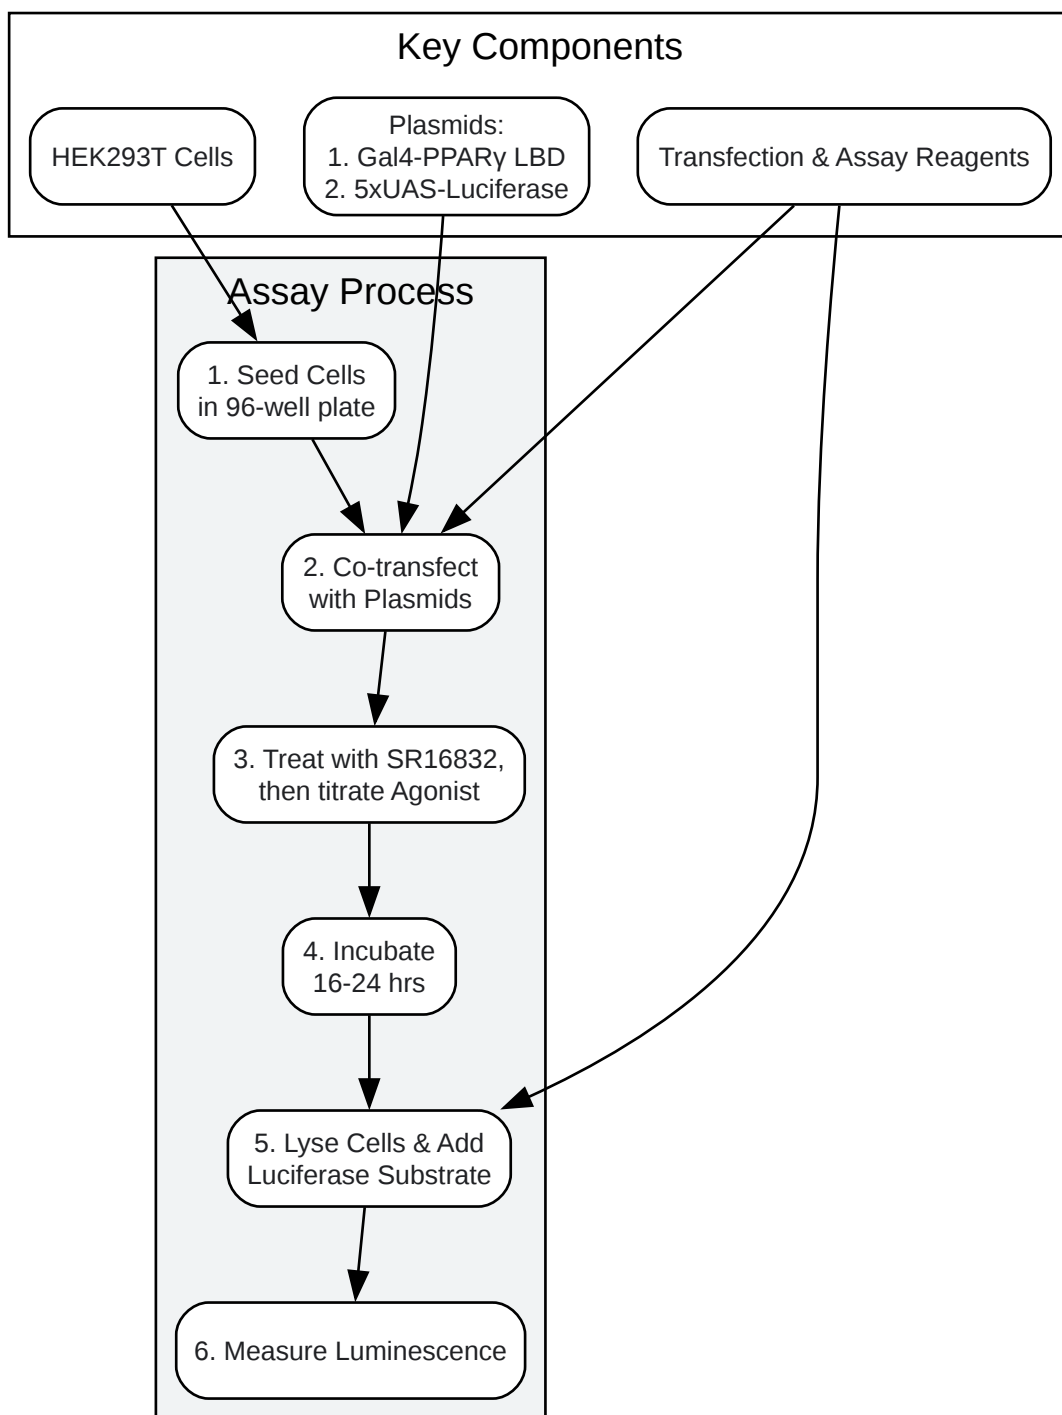 Key Components
HEK293T Cells
Plasmids:
1. Gal4-PPARγ LBD
2. 5xUAS-Luciferase
Transfection & Assay Reagents
Assay Process
1. Seed Cells
in 96-well plate
2. Co-transfect
with Plasmids
3. Treat with SR16832,
then titrate Agonist
4. Incubate
16-24 hrs
5. Lyse Cells & Add
Luciferase Substrate
6. Measure Luminescence